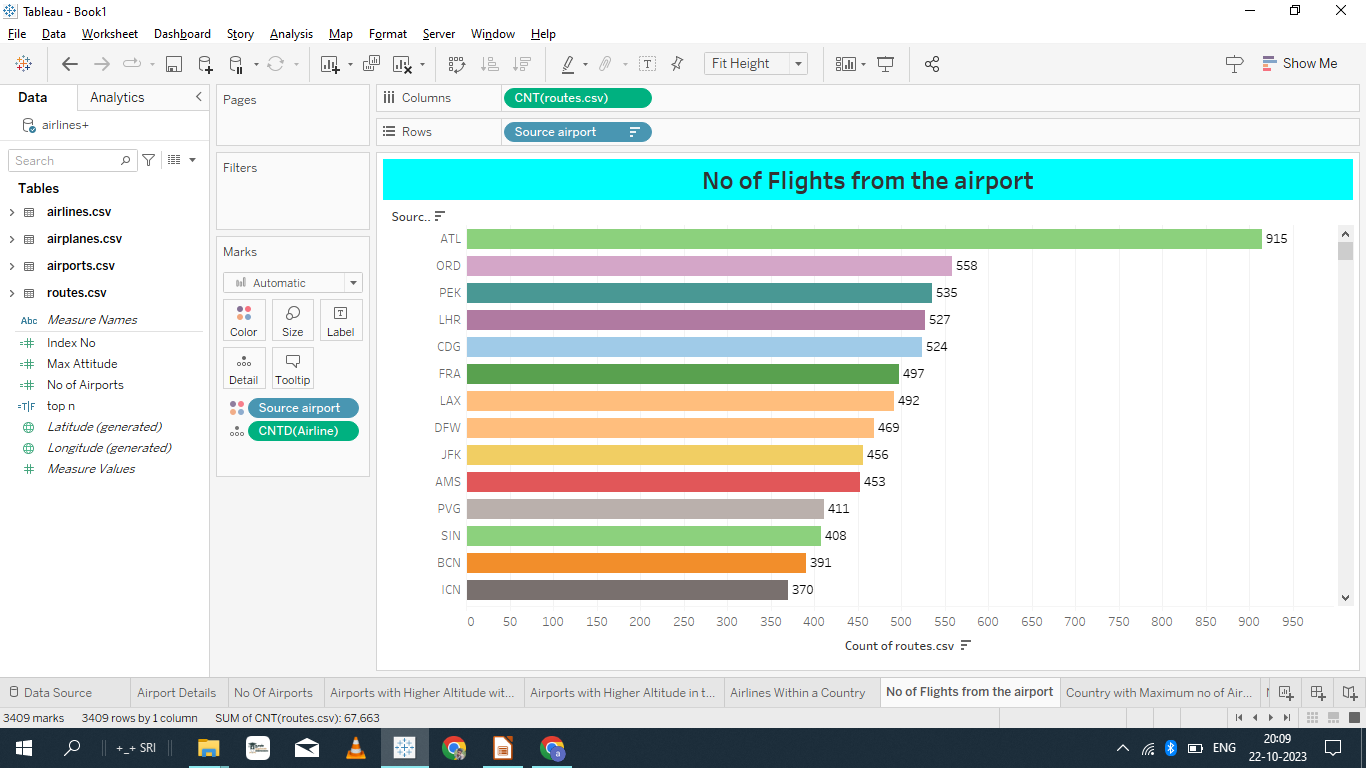 Tableau - Book1
File Data Worksheet Dashboard Story Analysis Map Format Server Window Help
Fit Height
Show Me
Data Analytics
airlines+
Search
Tables
airlines.csv
airplanes.csv
airports.csv
routes.csv
Abc Measure Names
Index No
Max Attitude
No of Airports
=T|F top n
Latitude (generated)
Longitude (generated)
Measure Values
Pages
Filters
Marks
Automatic
Color Size Label
Detail Tooltip
Source airport
CNTD(Airline)
Columns CNT(routes.csv)
Rows Source airport
No of Flights from the airport
Sourc..
ATL 915
ORD 558
PEK 535
LHR 527
CDG 524
FRA 497
LAX 492
DFW 469
JFK 456
AMS 453
PVG 411
SIN 408
BCN 391
ICN 370
0 50 100 150 200 250 300 350 400 450 500 550 600 650 700 750 800 850 900 950
Count of routes.csv
Data Source Airport Details No Of Airports Airports with Higher Altitude wit... Airports with Higher Altitude in t... Airlines Within a Country No of Flights from the airport Country with Maximum no of Air...
3409 marks 3409 rows by 1 column SUM of CNT(routes.csv): 67,663
+_+ SRI
ENG
20:09
22-10-2023